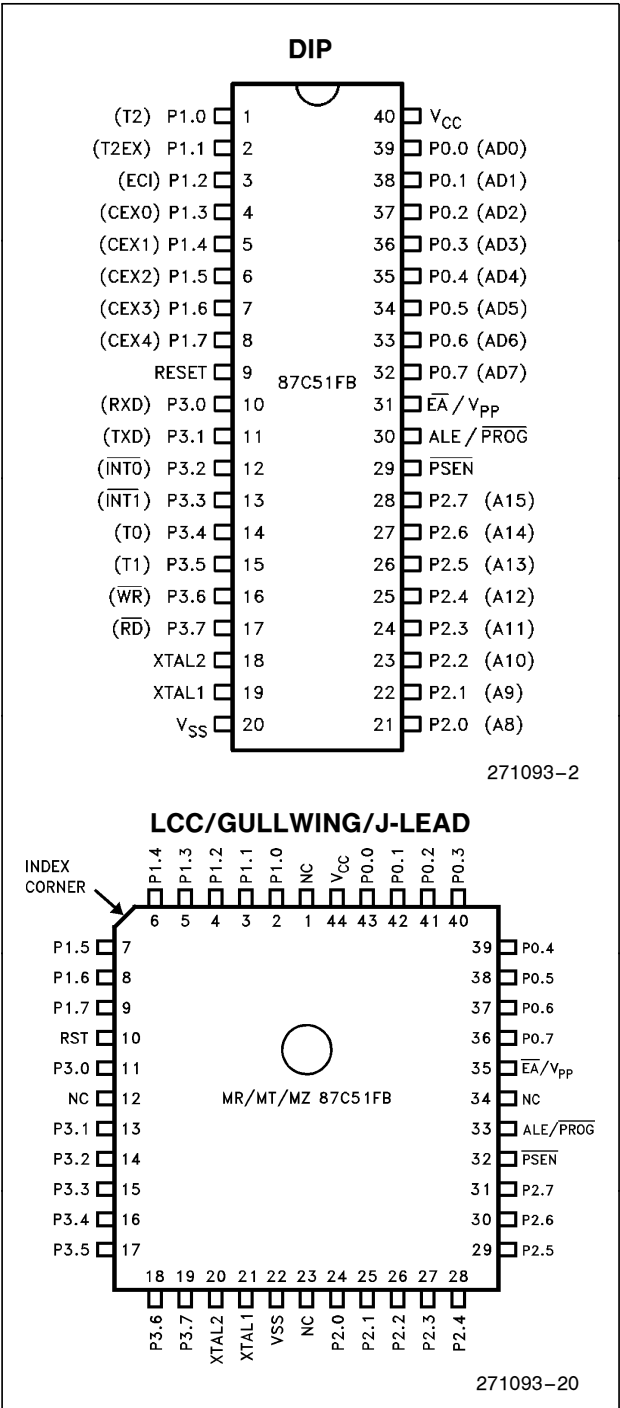 DIP
(T2) P1.0 1 40 VCC
(T2EX) P1.1 2 39 P0.0 (AD0)
(ECI) P1.2 3 38 P0.1 (AD1)
(CEX0) P1.3 4 37 P0.2 (AD2)
(CEX1) P1.4 5 36 P0.3 (AD3)
(CEX2) P1.5 6 35 P0.4 (AD4)
(CEX3) P1.6 7 34 P0.5 (AD5)
(CEX4) P1.7 8 33 P0.6 (AD6)
RESET 9 87C51FB 32 P0.7 (AD7)
(RXD) P3.0 10 31 E̅A̅/VPP
(TXD) P3.1 11 30 ALE/P̅R̅O̅G̅
(I̅N̅T̅0̅) P3.2 12 29 P̅S̅E̅N̅
(I̅N̅T̅1̅) P3.3 13 28 P2.7 (A15)
(T0) P3.4 14 27 P2.6 (A14)
(T1) P3.5 15 26 P2.5 (A13)
(W̅R̅) P3.6 16 25 P2.4 (A12)
(R̅D̅) P3.7 17 24 P2.3 (A11)
XTAL2 18 23 P2.2 (A10)
XTAL1 19 22 P2.1 (A9)
VSS 20 21 P2.0 (A8)
271093-2
LCC/GULLWING/J-LEAD
INDEX
CORNER
P1.4 P1.3 P1.2 P1.1 P1.0 NC VCC P0.0 P0.1 P0.2 P0.3
6 5 4 3 2 1 44 43 42 41 40
P1.5 7 39 P0.4
P1.6 8 38 P0.5
P1.7 9 37 P0.6
RST 10 36 P0.7
P3.0 11 35 E̅A̅/VPP
NC 12 MR/MT/MZ 87C51FB 34 NC
P3.1 13 33 ALE/P̅R̅O̅G̅
P3.2 14 32 P̅S̅E̅N̅
P3.3 15 31 P2.7
P3.4 16 30 P2.6
P3.5 17 29 P2.5
18 19 20 21 22 23 24 25 26 27 28
P3.6 P3.7 XTAL2 XTAL1 VSS NC P2.0 P2.1 P2.2 P2.3 P2.4
271093-20